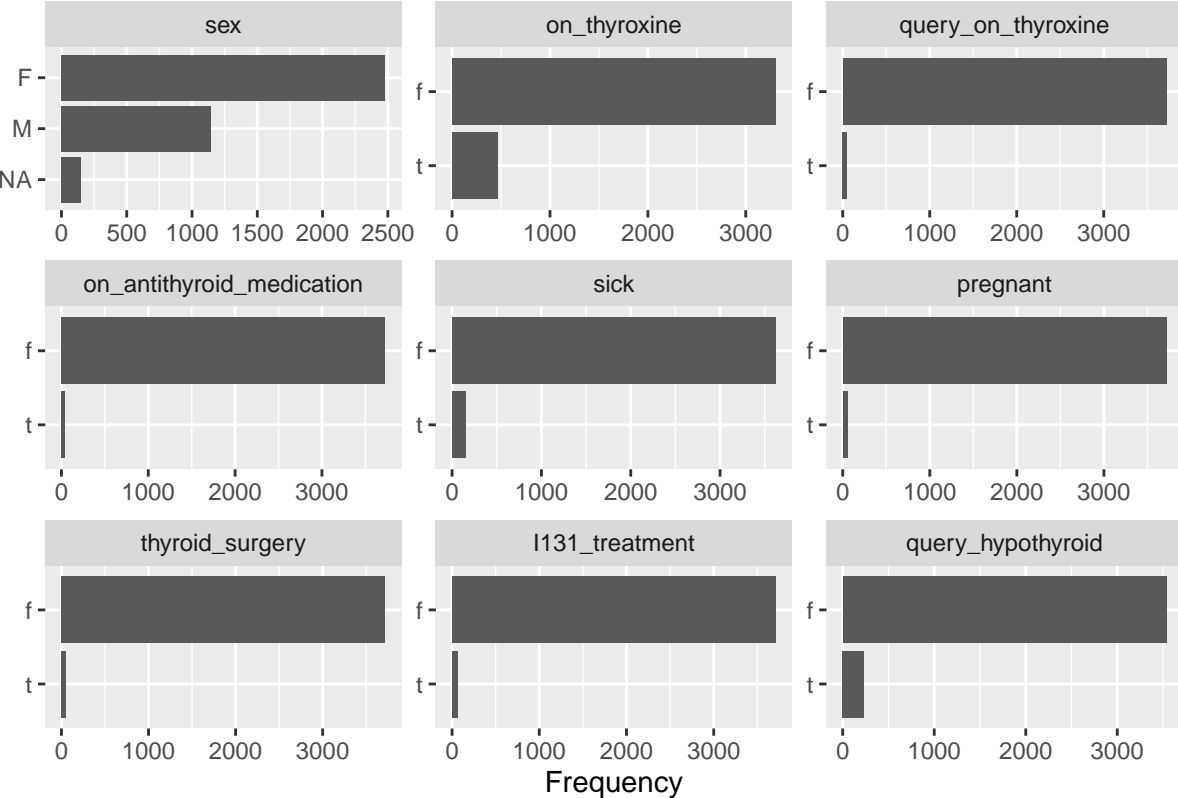 sex on_thyroxine query_on_thyroxine
F f f
M
NA t t
0 500 1000 1500 2000 2500 0 1000 2000 3000 0 1000 2000 3000
on_antithyroid_medication sick pregnant
f f f
t t t
0 1000 2000 3000 0 1000 2000 3000 0 1000 2000 3000
thyroid_surgery I131_treatment query_hypothyroid
f f f
t t t
0 1000 2000 3000 0 1000 2000 3000 0 1000 2000 3000
Frequency